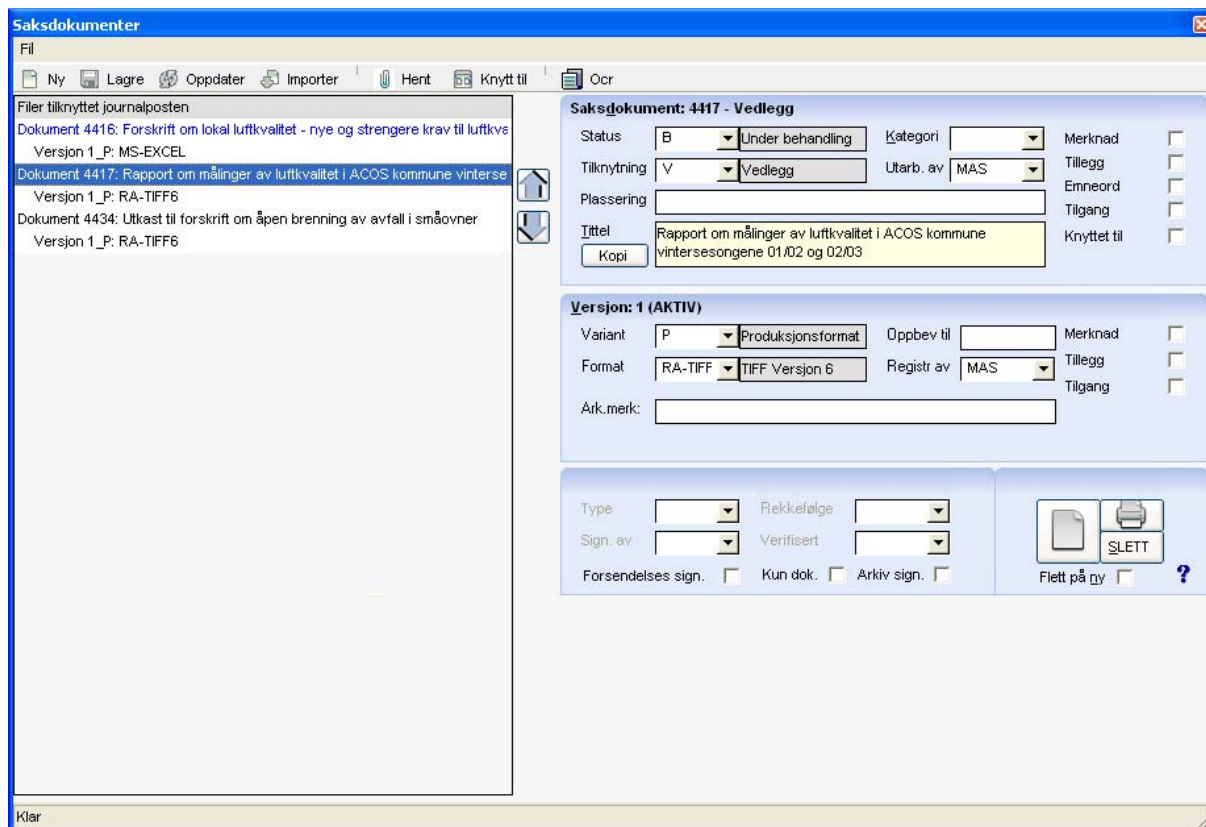 Saksdokumenter
Fil
Ny Lagre Oppdater Importer Hent Knytt til Ocr
Filer tilknyttet journalposten
Dokument 4416: Forskrift om lokal luftkvalitet - nye og strengere krav til luftkva
Versjon 1_P: MS-EXCEL
Dokument 4417: Rapport om målinger av luftkvalitet i ACOS kommune vinterse
Versjon 1_P: RA-TIFF6
Dokument 4434: Utkast til forskrift om åpen brenning av avfall i småovner
Versjon 1_P: RA-TIFF6
Saksdokument: 4417 - Vedlegg
Status B Under behandling Kategori Merknad
Tilknytning V Vedlegg Utarb. av MAS Tillegg
Emneord
Plassering Tilgang
Tittel Rapport om målinger av luftkvalitet i ACOS kommune Knyttet til
Kopi vintersesongene 01/02 og 02/03
Versjon: 1 (AKTIV)
Variant P Produksjonsformat Oppbev til Merknad
Format RA-TIFF TIFF Versjon 6 Registr av MAS Tillegg
Tilgang
Ark.merk:
Type Rekkefølge
Sign. av Verifisert SLETT
Forsendelses sign. Kun dok. Arkiv sign. Flett på ny ?
Klar